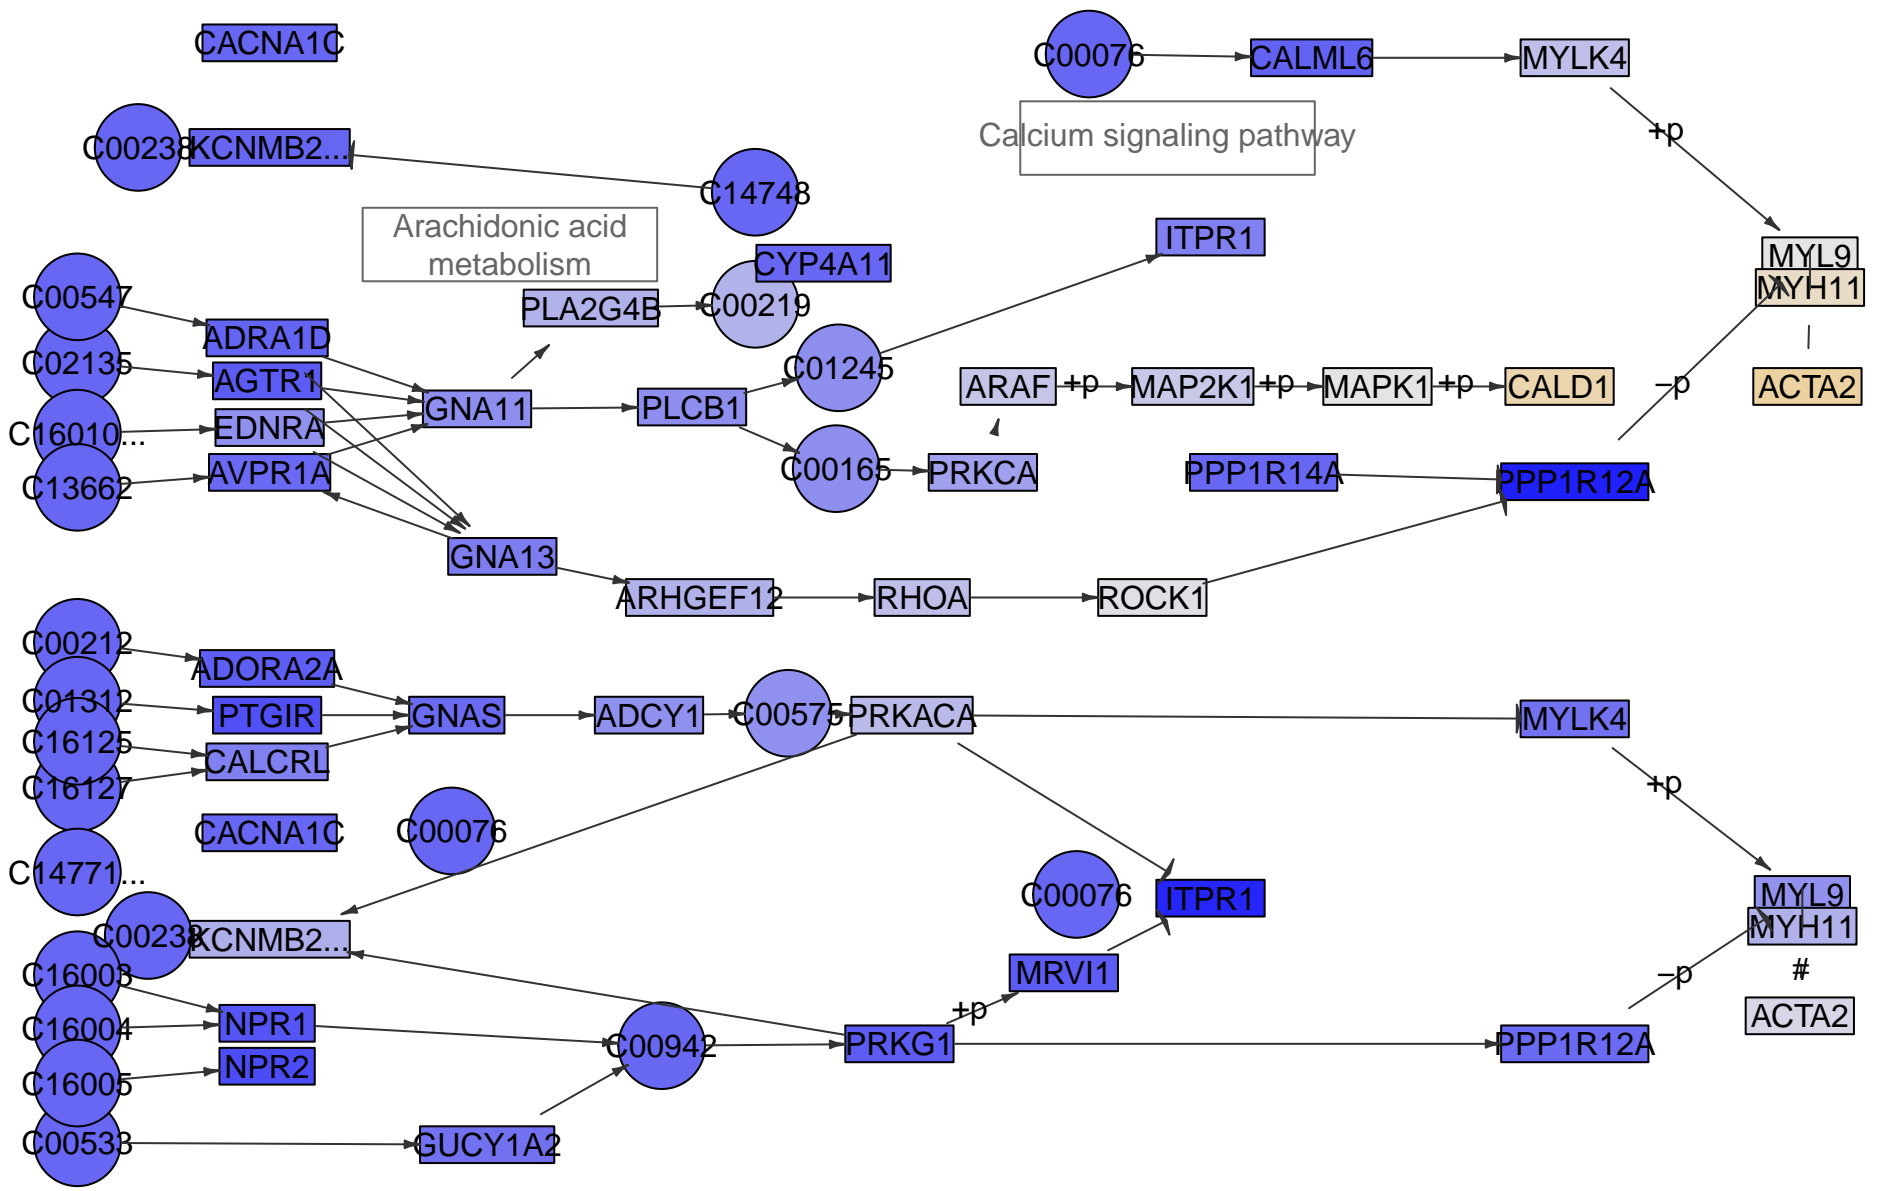 CACNA1C
C00076
CALML6
MYLK4
+p
Calcium signaling pathway
C00238
KCNMB2...
C14748
Arachidonic acid
metabolism
ITPR1
CYP4A11
MYL9
MYH11
C00547
PLA2G4B
C00219
ADRA1D
C02135
AGTR1
C01245
ARAF
+p
MAP2K1
+p
MAPK1
+p
CALD1
–p
ACTA2
GNA11
PLCB1
EDNRA
C16010...
AVPR1A
C13662
C00165
PRKCA
PPP1R14A
PPP1R12A
GNA13
ARHGEF12
RHOA
ROCK1
C00212
ADORA2A
C01312
PTGIR
GNAS
ADCY1
C00575
PRKACA
MYLK4
C16125
CALCRL
C16127
+p
CACNA1C
C00076
C14771...
C00076
ITPR1
MYL9
MYH11
C00238
KCNMB2...
C16003
MRVI1
–p
#
+p
NPR1
C16004
ACTA2
C00942
PRKG1
PPP1R12A
NPR2
C16005
C00533
GUCY1A2